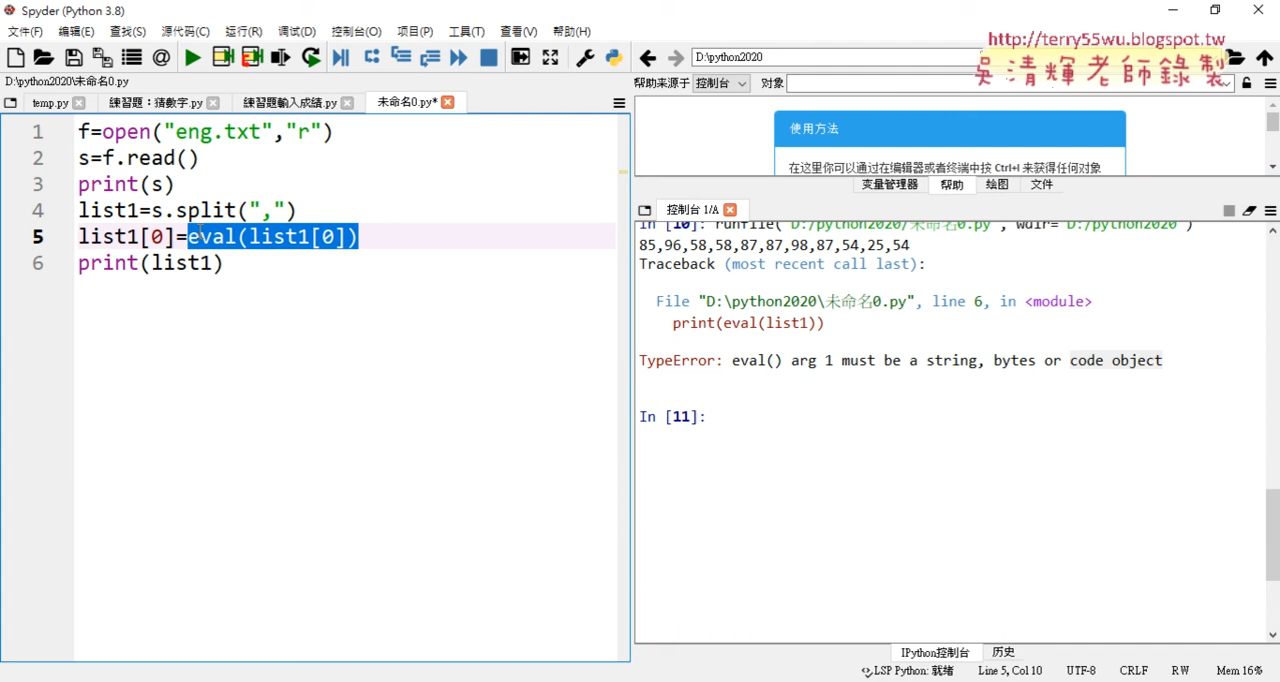 Spyder (Python 3.8)
文件(F) 编辑(E) 查找(S) 源代码(C) 运行(R) 调试(D) 控制台(O) 项目(P) 工具(T) 查看(V) 帮助(H)
D:\python2020
http://terry55wu.blogspot.tw
吳清輝老師錄製
D:\python2020\未命名0.py
帮助来源于 控制台 对象
temp.py 練習題：猜數字.py 練習題輸入成績.py 未命名0.py*
1 f=open("eng.txt","r")
2 s=f.read()
3 print(s)
4 list1=s.split(",")
5 list1[0]=eval(list1[0])
6 print(list1)
使用方法
在这里你可以通过在编辑器或者终端中按 Ctrl+I 来获得任何对象
变量管理器 帮助 绘图 文件
控制台 1/A
In [10]: runfile('D:/python2020/未命名0.py', wdir='D:/python2020')
85,96,58,58,87,87,98,87,54,25,54
Traceback (most recent call last):
File "D:\python2020\未命名0.py", line 6, in <module>
print(eval(list1))
TypeError: eval() arg 1 must be a string, bytes or code object
In [11]:
IPython控制台 历史
LSP Python: 就绪 Line 5, Col 10 UTF-8 CRLF RW Mem 16%